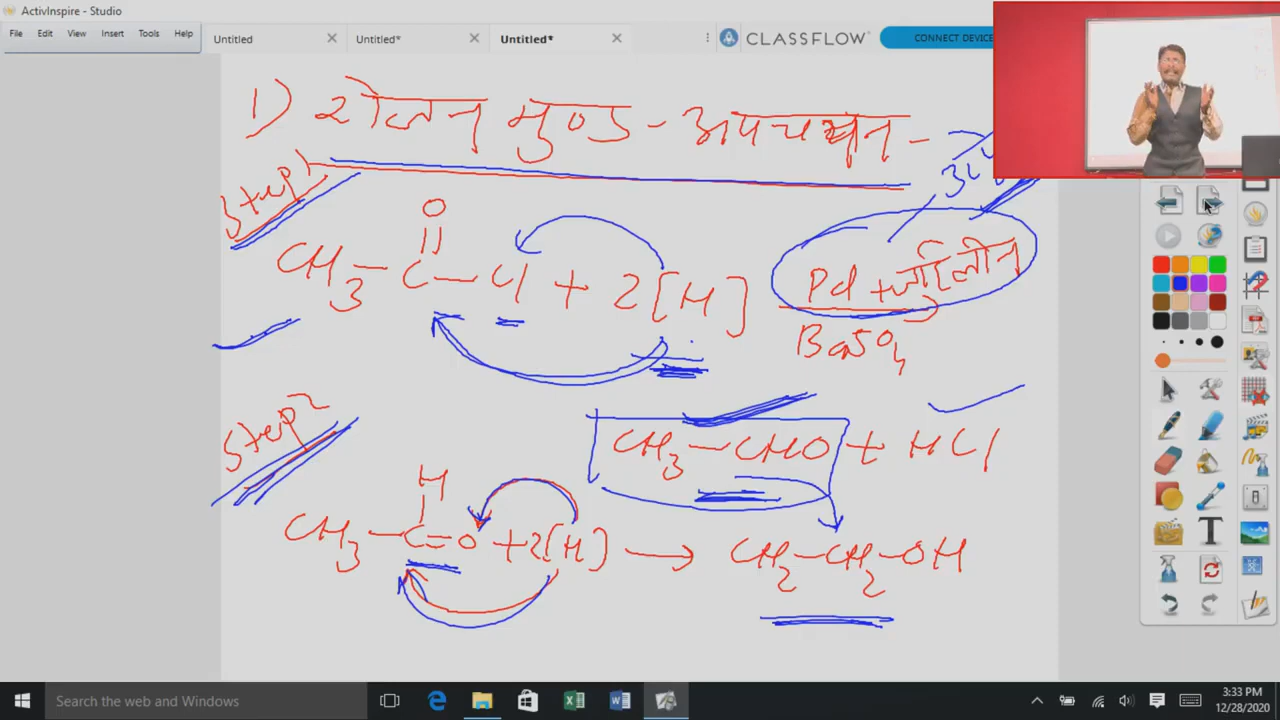 ActivInspire - Studio
File Edit View Insert Tools Help
Untitled
Untitled*
Untitled*
CLASSFLOW
CONNECT DEVICE
1) रोजन मुण्ड - अपचयन -
Step 1
O
||
CH3 – C – Cl + 2[H]
Pd + जाईलीन
BaSO4
CH3 – CHO + HCl
Step 2
H
|
CH3 – C = O + 2[H] → CH2 – CH2 – OH
Search the web and Windows
3:33 PM
12/28/2020